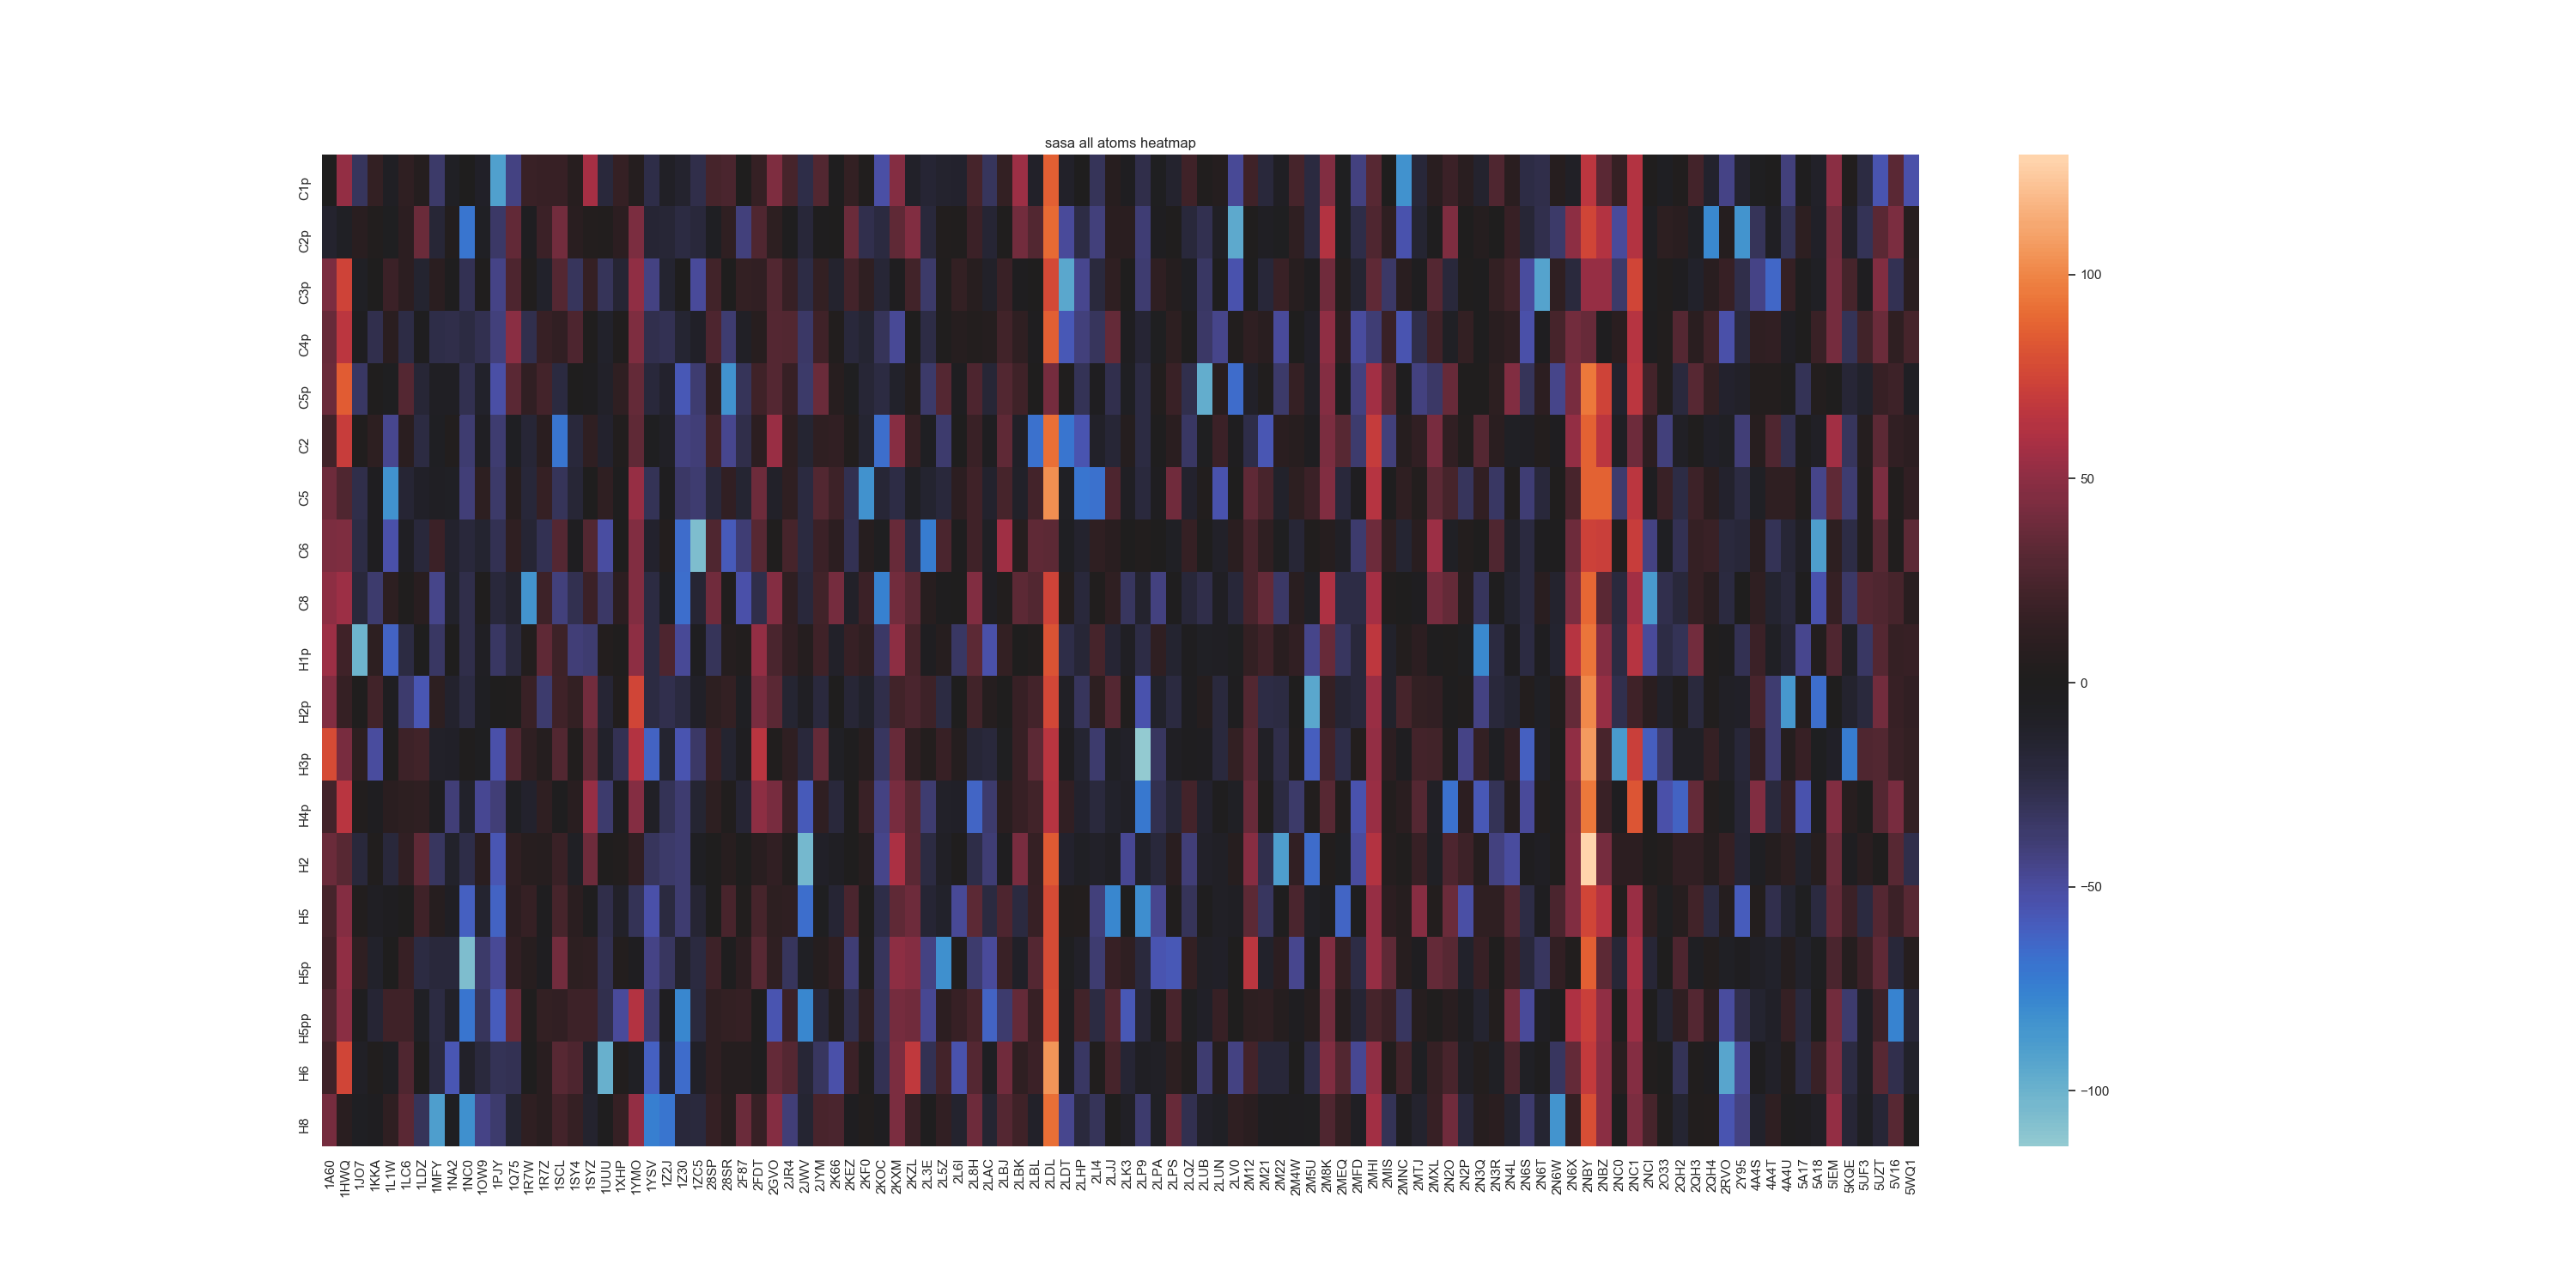 sasa all atoms heatmap
C1p
C2p
C3p
C4p
C5p
C2
C5
C6
C8
H1p
H2p
H3p
H4p
H2
H5
H5p
H5pp
H6
H8
1A60
1HWQ
1JO7
1KKA
1L1W
1LC6
1LDZ
1MFY
1NA2
1NC0
1OW9
1PJY
1Q75
1R7W
1R7Z
1SCL
1SY4
1SYZ
1UUU
1XHP
1YMO
1YSV
1Z2J
1Z30
1ZC5
28SP
28SR
2F87
2FDT
2GVO
2JR4
2JWV
2JYM
2K66
2KEZ
2KF0
2KOC
2KXM
2KZL
2L3E
2L5Z
2L6I
2L8H
2LAC
2LBJ
2LBK
2LBL
2LDL
2LDT
2LHP
2LI4
2LJJ
2LK3
2LP9
2LPA
2LPS
2LQZ
2LUB
2LUN
2LV0
2M12
2M21
2M22
2M4W
2M5U
2M8K
2MEQ
2MFD
2MHI
2MIS
2MNC
2MTJ
2MXL
2N2O
2N2P
2N3Q
2N3R
2N4L
2N6S
2N6T
2N6W
2N6X
2NBY
2NBZ
2NC0
2NC1
2NCI
2O33
2QH2
2QH3
2QH4
2RVO
2Y95
4A4S
4A4T
4A4U
5A17
5A18
5IEM
5KQE
5UF3
5UZT
5V16
5WQ1
100
50
0
−50
−100